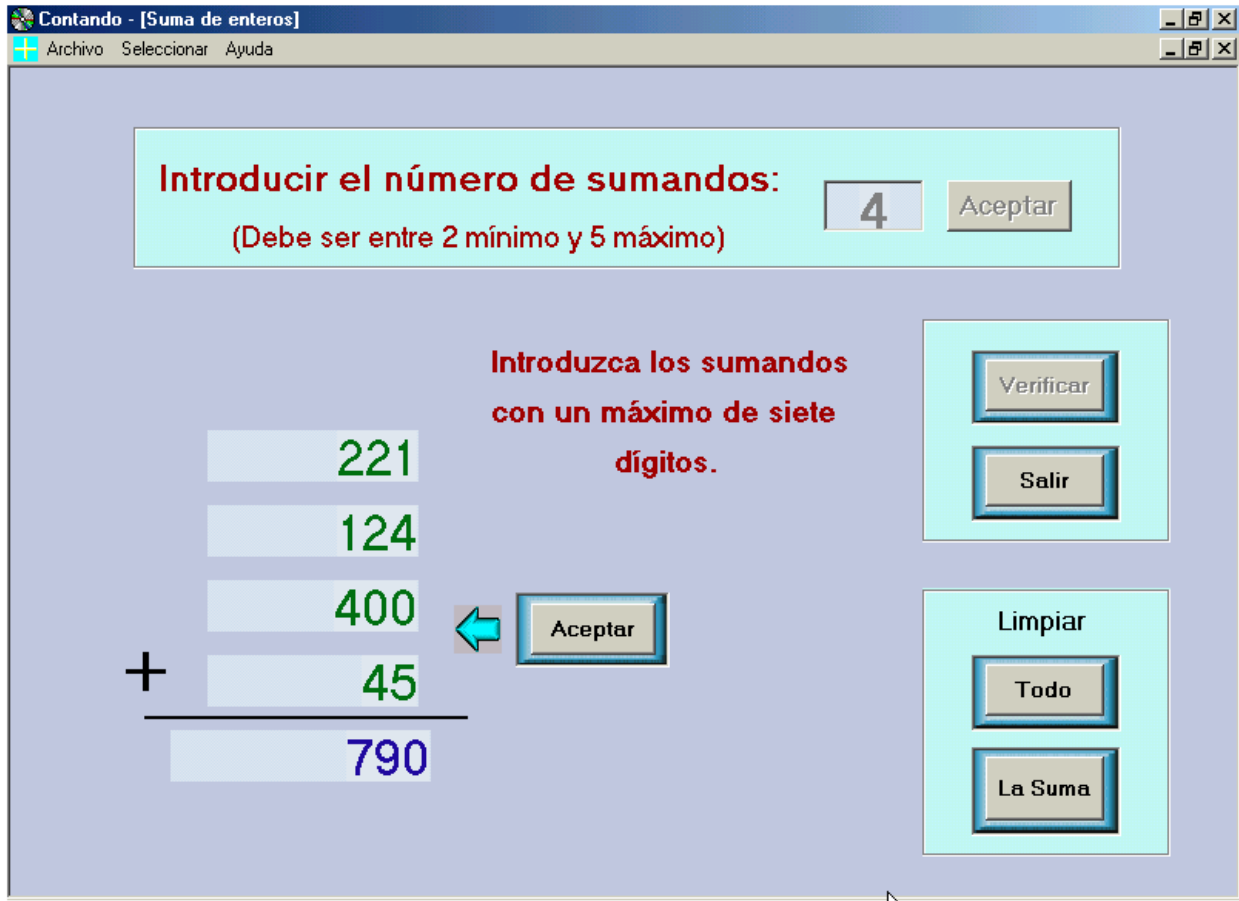 Contando - [Suma de enteros]
Archivo Seleccionar Ayuda
Introducir el número de sumandos:
(Debe ser entre 2 mínimo y 5 máximo)
4
Aceptar
Introduzca los sumandos
con un máximo de siete
dígitos.
221
124
400
+ 45
790
Aceptar
Verificar
Salir
Limpiar
Todo
La Suma